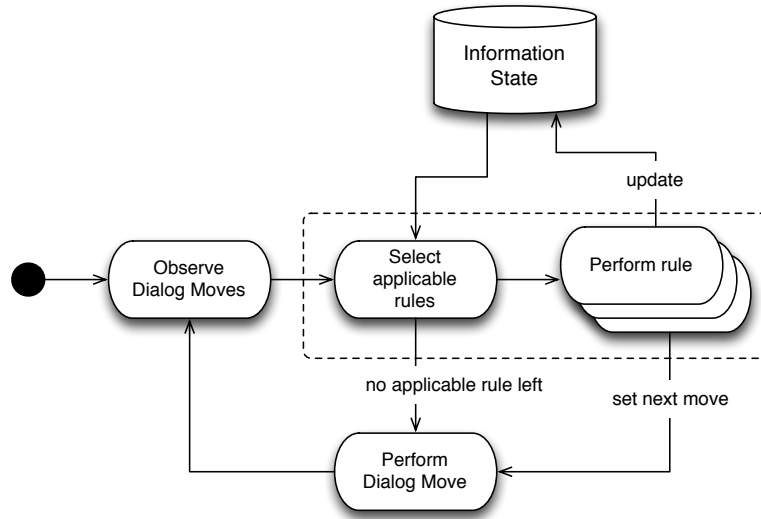 Information
State
update
Observe
Dialog Moves
Select
applicable
rules
Perform rule
no applicable rule left
set next move
Perform
Dialog Move